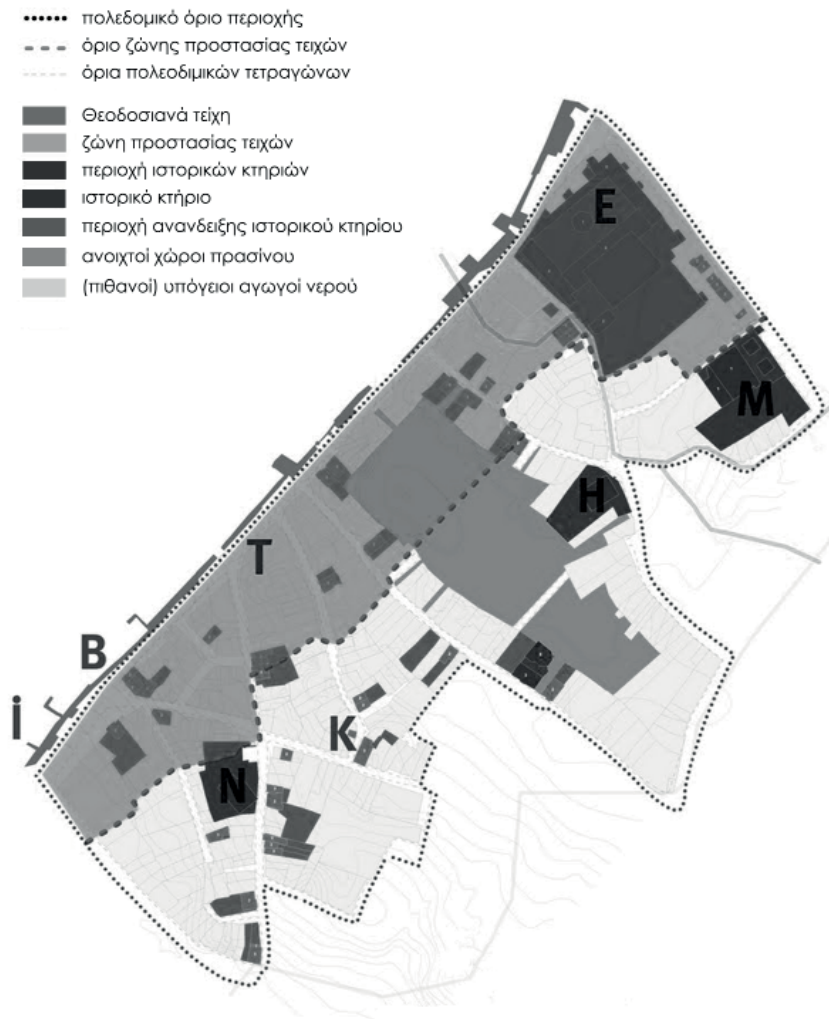 πολεδομικό όριο περιοχής
όριο ζώνης προστασίας τειχών
όρια πολεοδιμικών τετραγώνων
Θεοδοσιανά τείχη
ζώνη προστασίας τειχών
περιοχή ιστορικών κτηριών
ιστορικό κτήριο
περιοχή ανανδειξης ιστορικού κτηρίου
ανοιχτοί χώροι πρασίνου
(πιθανοί) υπόγειοι αγωγοί νερού
E
M
H
T
B
İ
K
N